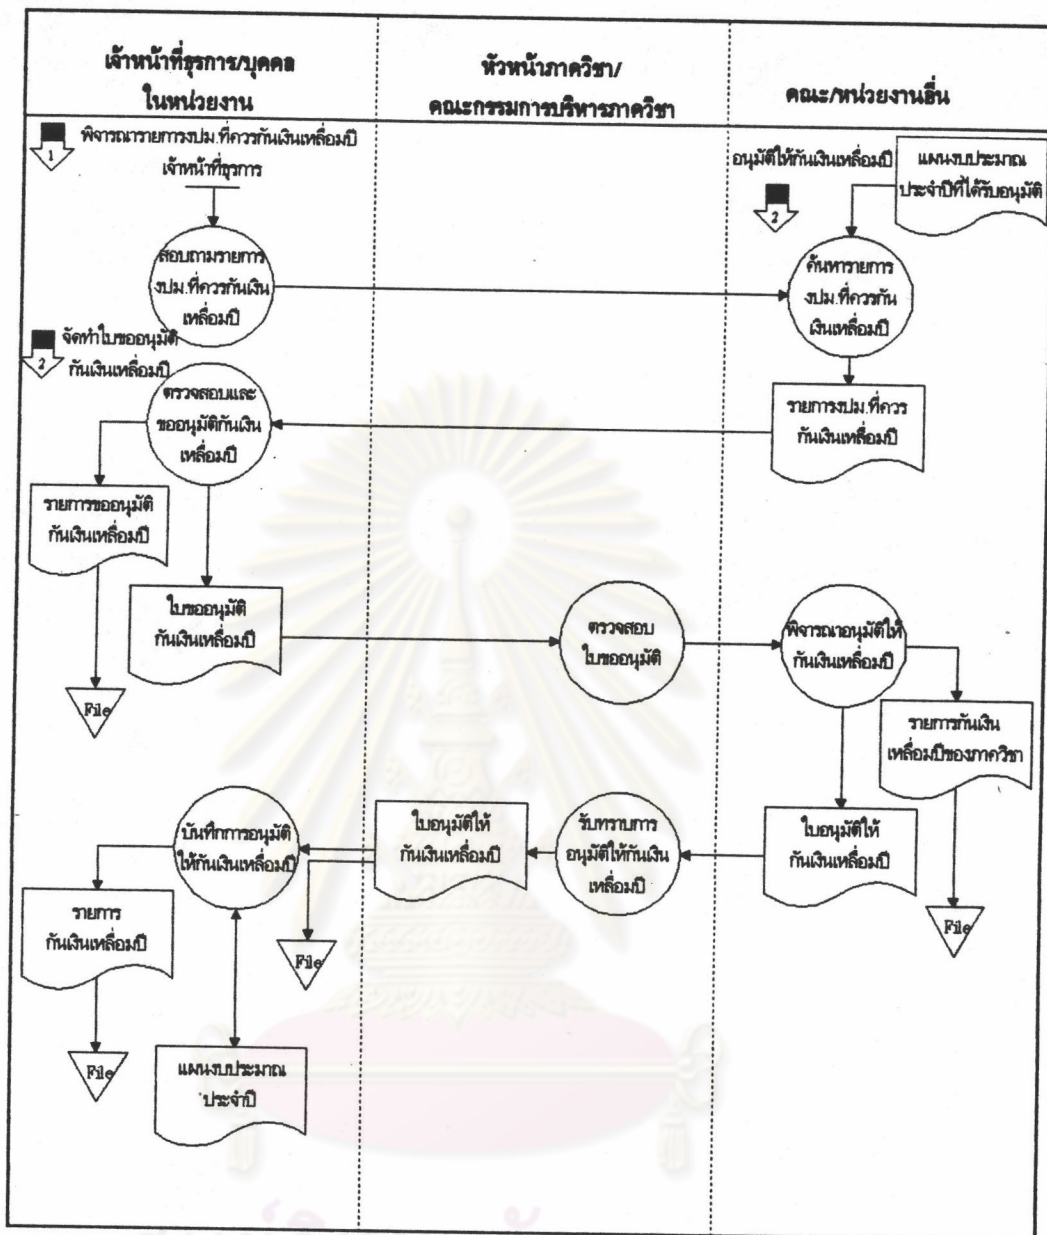 เจ้าหน้าที่ธุรการ/บุคคล
ในหน่วยงาน
หัวหน้าภาควิชา/
คณะกรรมการบริหารภาควิชา
คณะ/หน่วยงานอื่น
1
พิจารณารายการงปม.ที่ควรกันเงินเหลื่อมปี
เจ้าหน้าที่ธุรการ
อนุมัติให้กันเงินเหลื่อมปี
2
แผนงบประมาณ
ประจำปีที่ได้รับอนุมัติ
สอบถามรายการ
งปม.ที่ควรกันเงิน
เหลื่อมปี
ค้นหารายการ
งปม.ที่ควรกัน
เงินเหลื่อมปี
2
จัดทำใบขออนุมัติ
กันเงินเหลื่อมปี
ตรวจสอบและ
ขออนุมัติกันเงิน
เหลื่อมปี
รายการงปม.ที่ควร
กันเงินเหลื่อมปี
รายการขออนุมัติ
กันเงินเหลื่อมปี
ใบขออนุมัติ
กันเงินเหลื่อมปี
ตรวจสอบ
ใบขออนุมัติ
พิจารณาอนุมัติให้
กันเงินเหลื่อมปี
File
รายการกันเงิน
เหลื่อมปีของภาควิชา
บันทึกการอนุมัติ
ให้กันเงินเหลื่อมปี
ใบอนุมัติให้
กันเงินเหลื่อมปี
รับทราบการ
อนุมัติให้กันเงิน
เหลื่อมปี
ใบอนุมัติให้
กันเงินเหลื่อมปี
รายการ
กันเงินเหลื่อมปี
File
File
File
แผนงบประมาณ
ประจำปี